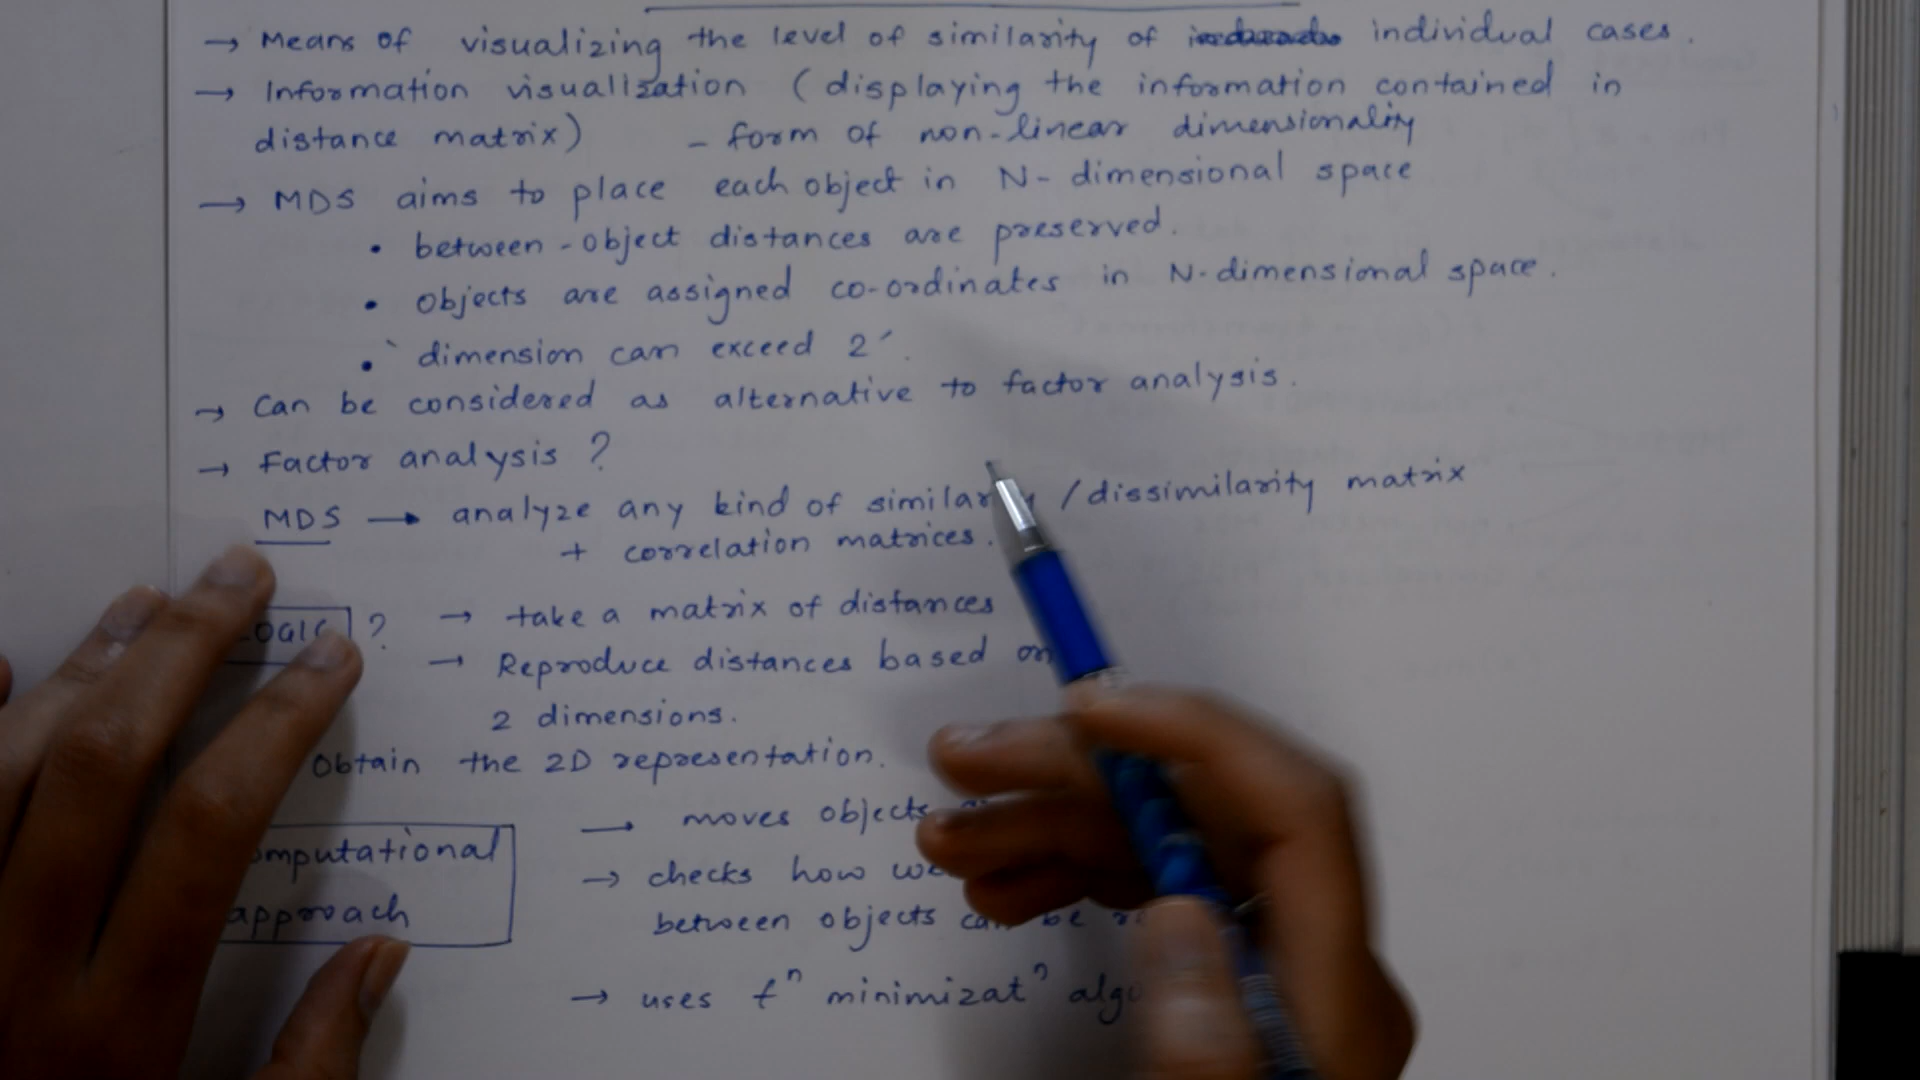 → Means of visualizing the level of similarity of individual cases.
→ Information visualization (displaying the information contained in
distance matrix) - form of non-linear dimensionality
→ MDS aims to place each object in N-dimensional space
• between-object distances are preserved.
• objects are assigned co-ordinates in N-dimensional space.
• dimension can exceed 2.
→ Can be considered as alternative to factor analysis.
→ Factor analysis ?
MDS → analyze any kind of /dissimilarity matrix
+ correlation matrices.
? → take a matrix of distances
→ Reproduce distances based on
2 dimensions.
Obtain the 2D representation.
→ moves objects
→ checks how
approach
between objects be
→ uses fⁿ minimizatⁿ